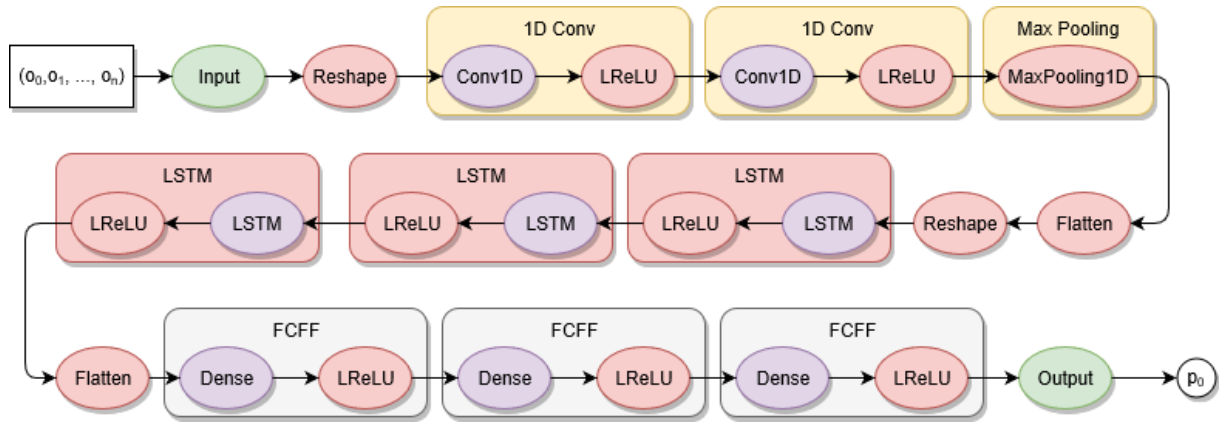 1D Conv
1D Conv
Max Pooling
(o₀,o₁, ..., oₙ)
Input
Reshape
Conv1D
LReLU
Conv1D
LReLU
MaxPooling1D
LSTM
LSTM
LSTM
LReLU
LSTM
LReLU
LSTM
LReLU
LSTM
Reshape
Flatten
FCFF
FCFF
FCFF
Flatten
Dense
LReLU
Dense
LReLU
Dense
LReLU
Output
p₀